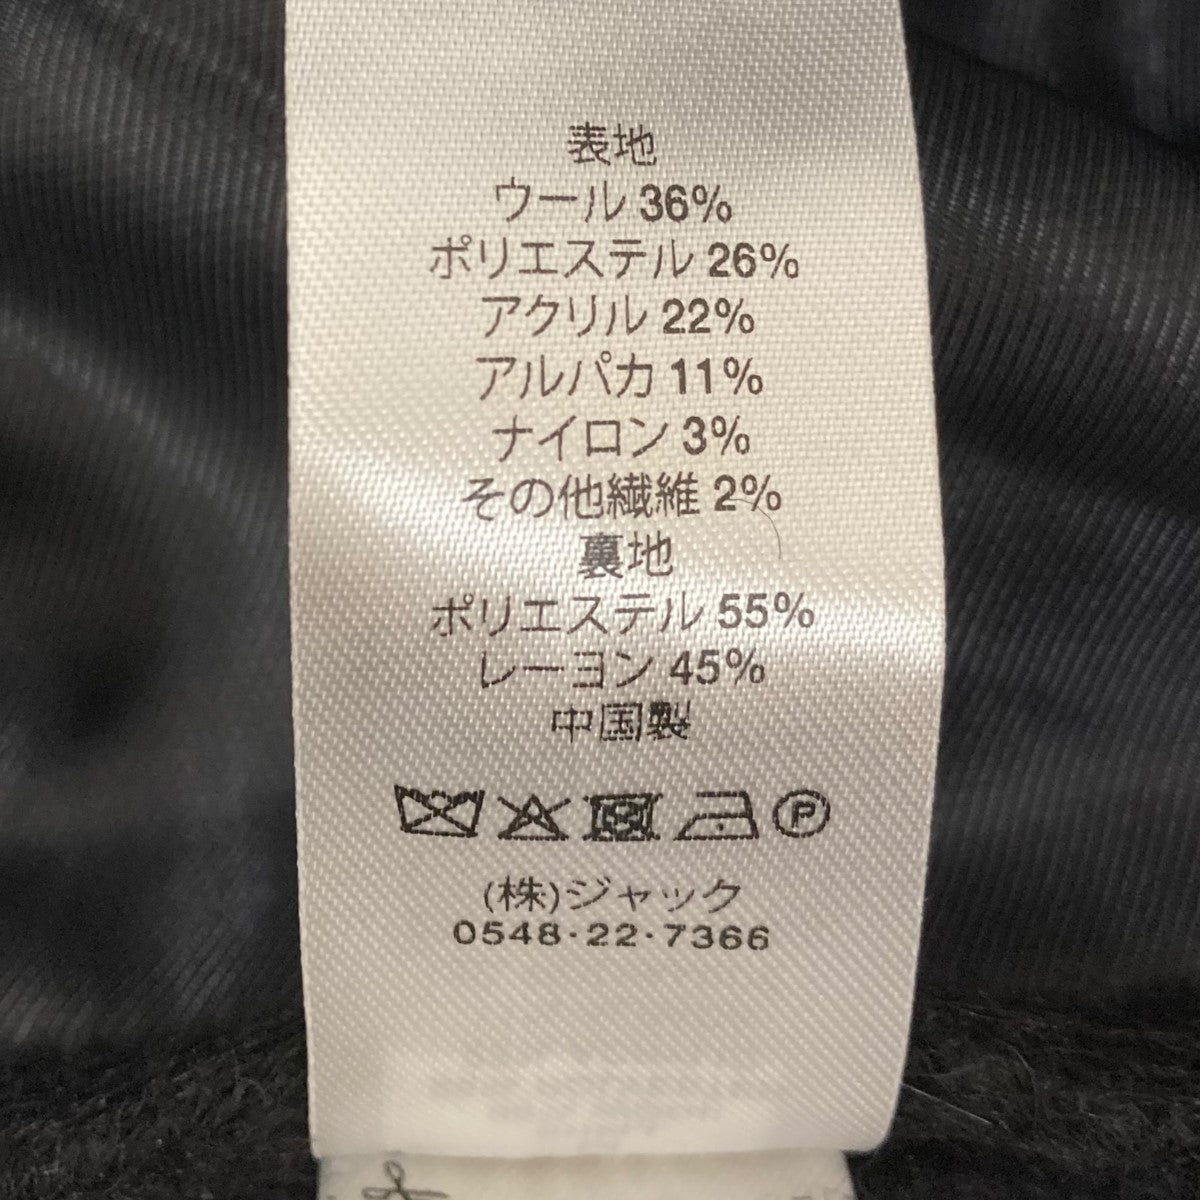 表地
ウール 36%
ポリエステル 26%
アクリル 22%
アルパカ 11%
ナイロン 3%
その他繊維 2%
裏地
ポリエステル 55%
レーヨン 45%
中国製
P
(株)ジャック
0548・22・7366